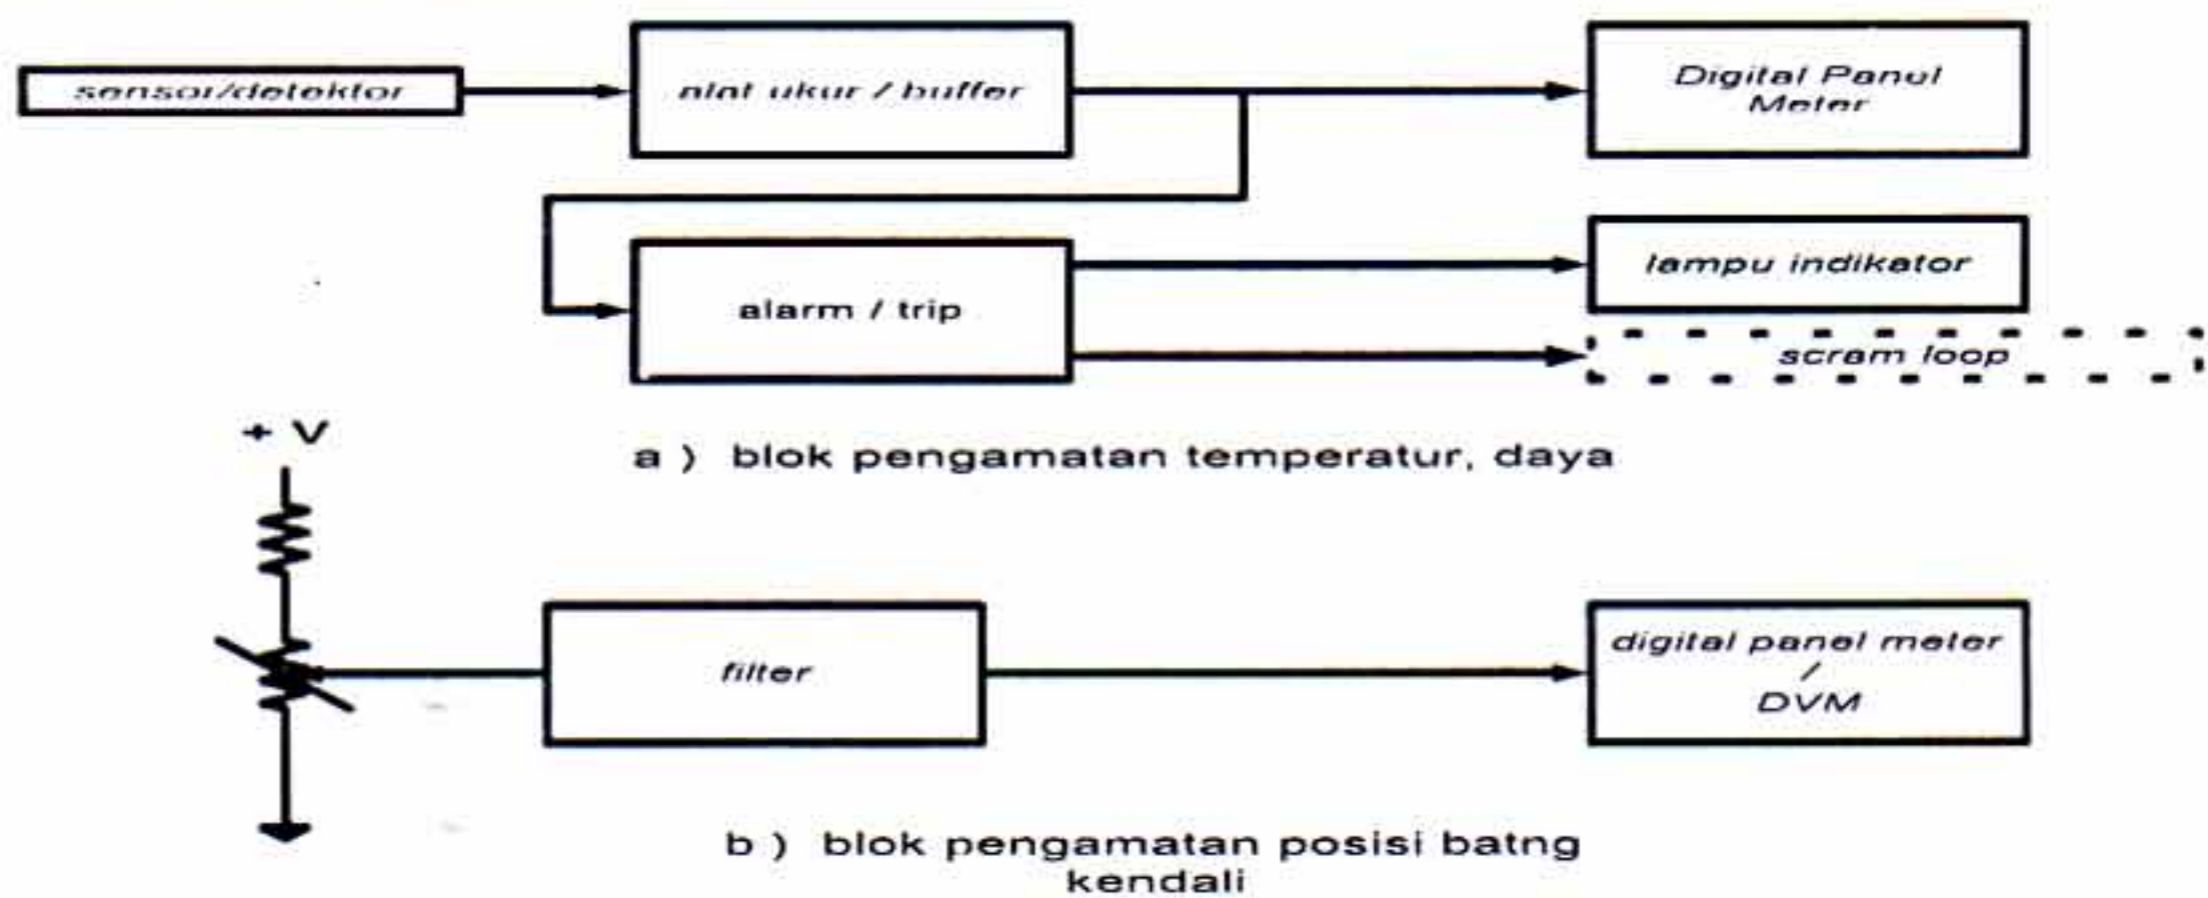 sensor/detektor
alat ukur / buffer
Digital Panel
Meter
lampu indikator
alarm / trip
scram loop
a ) blok pengamatan temperatur, daya
+ V
filter
digital panel meter
/
DVM
b ) blok pengamatan posisi batng
kendali